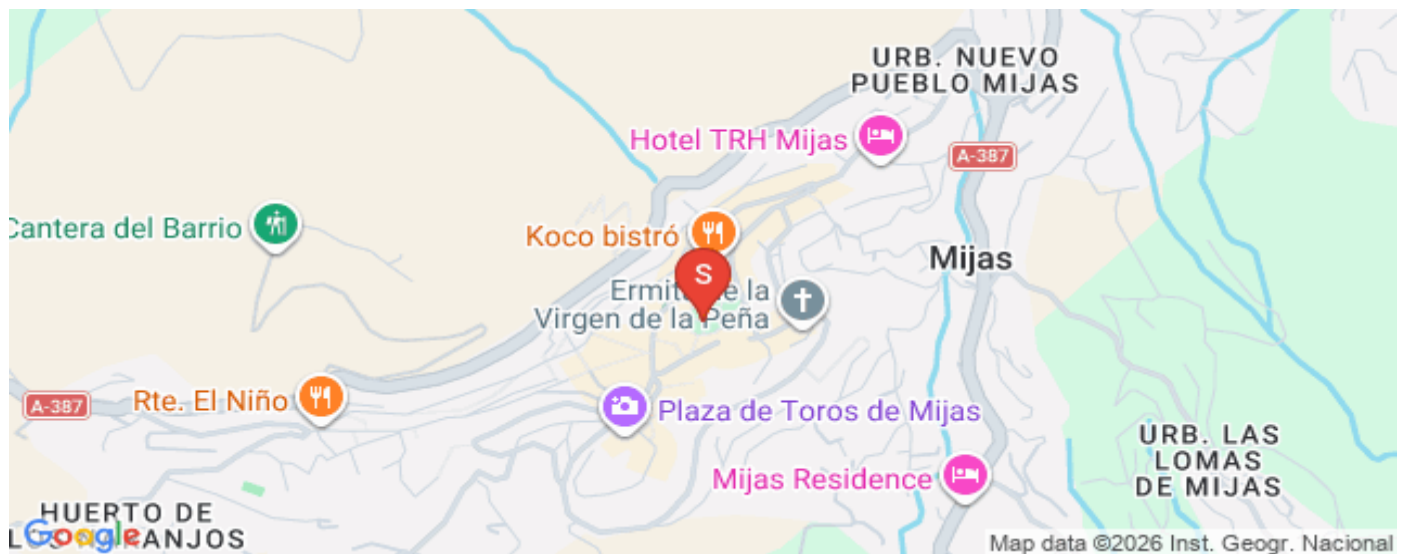 URB. NUEVO
PUEBLO MIJAS
Hotel TRH Mijas
A-387
Cantera del Barrio
Koco bistró
Mijas
S
Ermita de la
Virgen de la Peña
A-387
Rte. El Niño
Plaza de Toros de Mijas
URB. LAS
LOMAS
DE MIJAS
Mijas Residence
HUERTO DE
LOS NARANJOS
Google
Map data ©2026 Inst. Geogr. Nacional